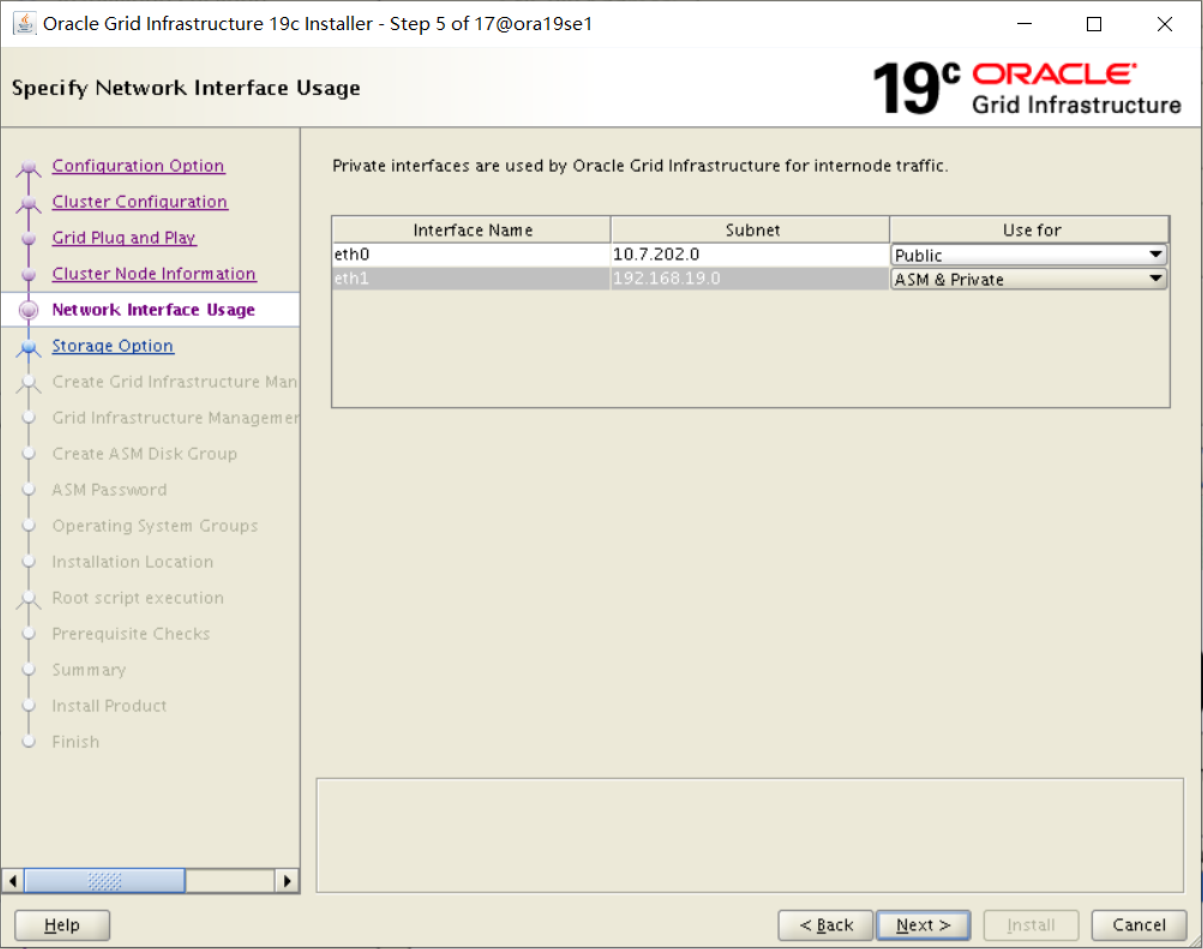 Oracle Grid Infrastructure 19c Installer - Step 5 of 17@ora19se1
Specify Network Interface Usage
19c ORACLE
Grid Infrastructure
Configuration Option
Cluster Configuration
Grid Plug and Play
Cluster Node Information
Network Interface Usage
Storage Option
Create Grid Infrastructure Man
Grid Infrastructure Managemen
Create ASM Disk Group
ASM Password
Operating System Groups
Installation Location
Root script execution
Prerequisite Checks
Summary
Install Product
Finish
Private interfaces are used by Oracle Grid Infrastructure for internode traffic.
Interface Name Subnet Use for
eth0 10.7.202.0 Public
eth1 192.168.19.0 ASM & Private
Help < Back Next > Install Cancel